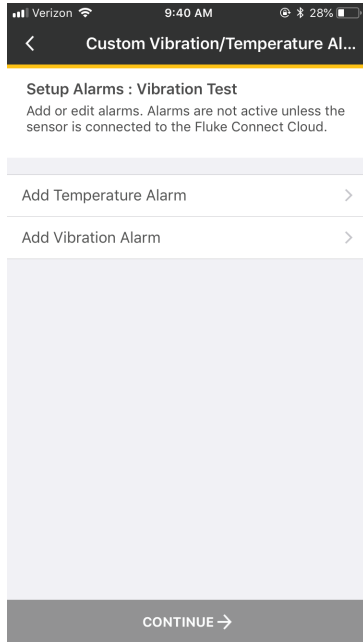 Verizon 9:40 AM 28%
Custom Vibration/Temperature Al...
Setup Alarms : Vibration Test
Add or edit alarms. Alarms are not active unless the
sensor is connected to the Fluke Connect Cloud.
Add Temperature Alarm
Add Vibration Alarm
CONTINUE